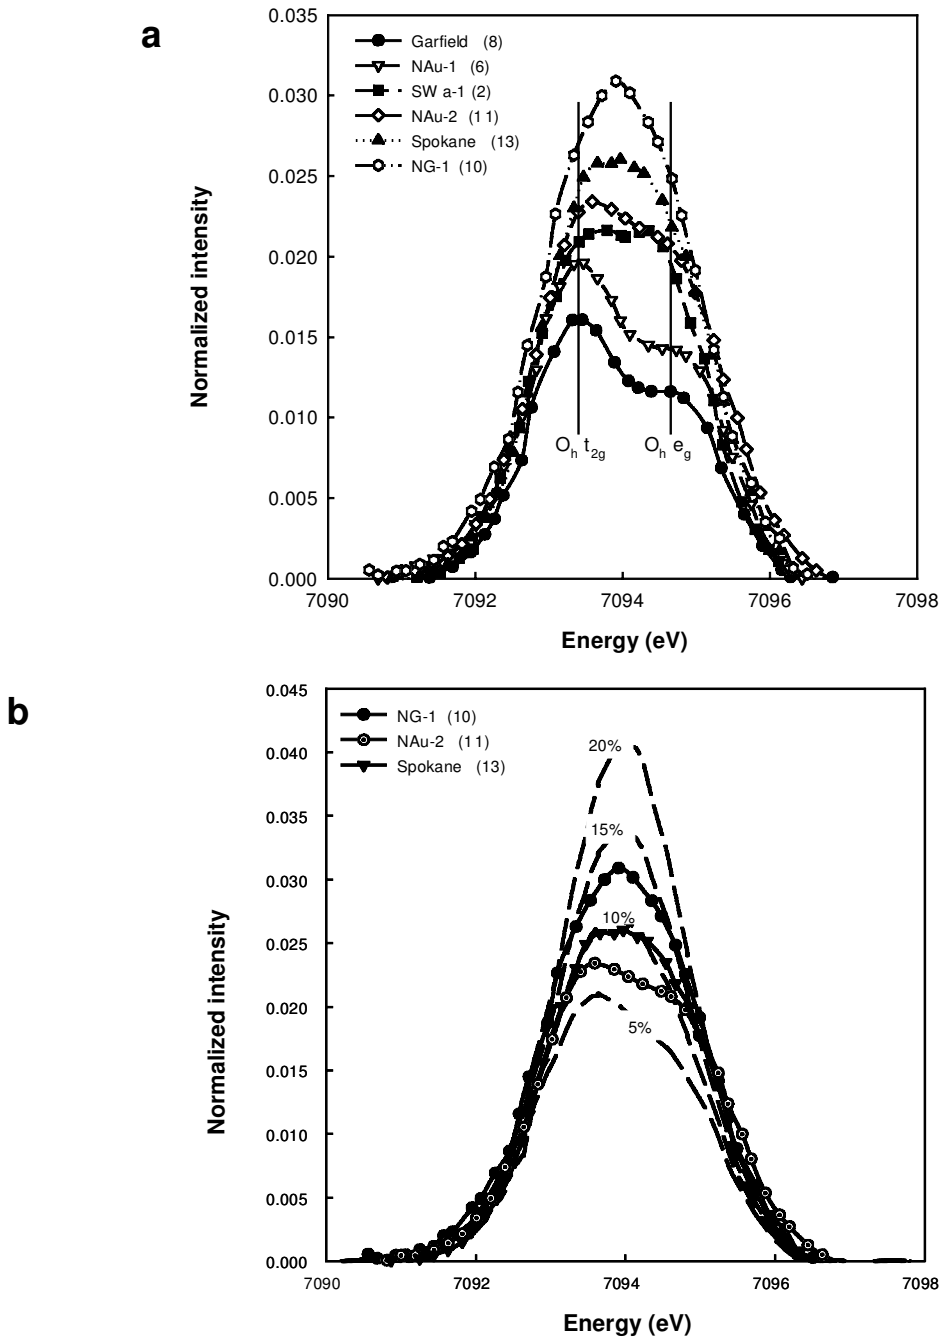 a
0.035
0.030
0.025
0.020
0.015
0.010
0.005
0.000
Normalized intensity
Garfield (8)
NAu-1 (6)
SW a-1 (2)
NAu-2 (11)
Spokane (13)
NG-1 (10)
Oh t2g
Oh eg
7090
7092
7094
7096
7098
Energy (eV)
b
0.045
0.040
0.035
0.030
0.025
0.020
0.015
0.010
0.005
0.000
Normalized intensity
NG-1 (10)
NAu-2 (11)
Spokane (13)
20%
15%
10%
5%
7090
7092
7094
7096
7098
Energy (eV)